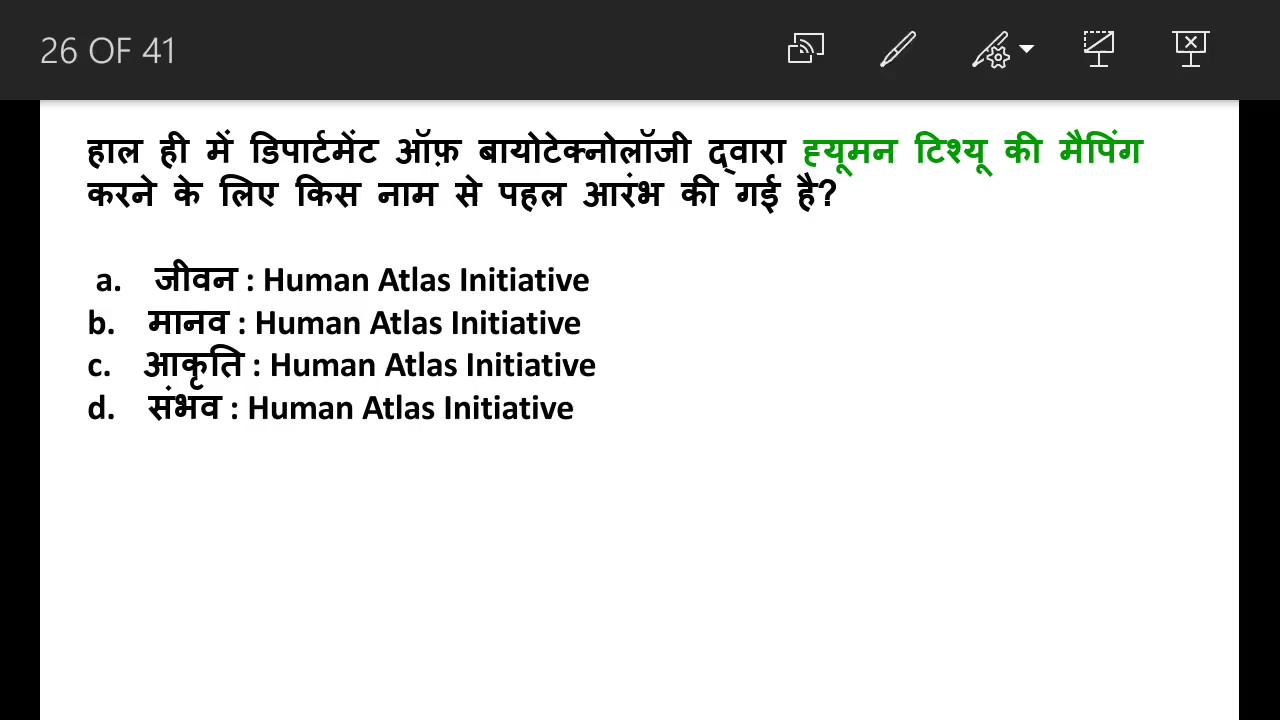 26 OF 41
हाल ही में डिपार्टमेंट ऑफ़ बायोटेक्नोलॉजी द्वारा ह्यूमन टिश्यू की मैपिंग
करने के लिए किस नाम से पहल आरंभ की गई है?
a. जीवन : Human Atlas Initiative
b. मानव : Human Atlas Initiative
c. आकृति : Human Atlas Initiative
d. संभव : Human Atlas Initiative